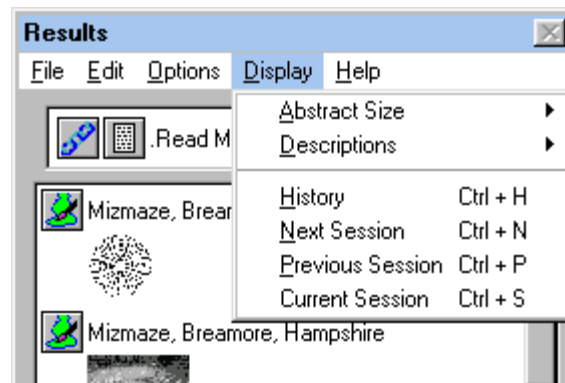 Results
File Edit Options Display Help
Abstract Size
.Read M
Descriptions
History Ctrl + H
Mizmaze, Brear
Next Session Ctrl + N
Previous Session Ctrl + P
Current Session Ctrl + S
Mizmaze, Breamore, Hampshire